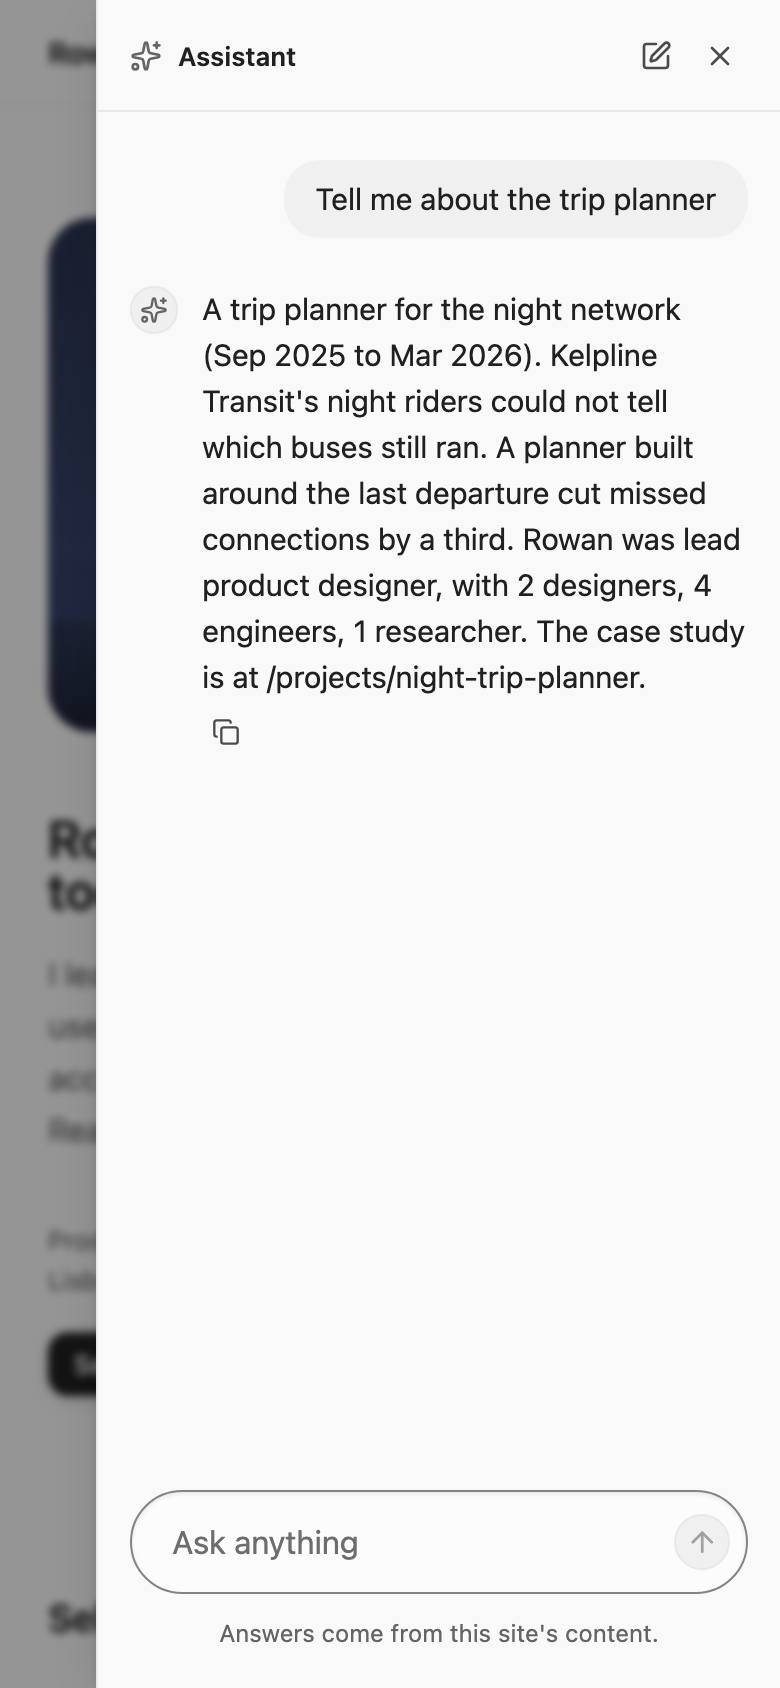 Assistant
Tell me about the trip planner
A trip planner for the night network
(Sep 2025 to Mar 2026). Kelpline
Transit's night riders could not tell
which buses still ran. A planner built
around the last departure cut missed
connections by a third. Rowan was lead
product designer, with 2 designers, 4
engineers, 1 researcher. The case study
is at /projects/night-trip-planner.
Ask anything
Answers come from this site's content.